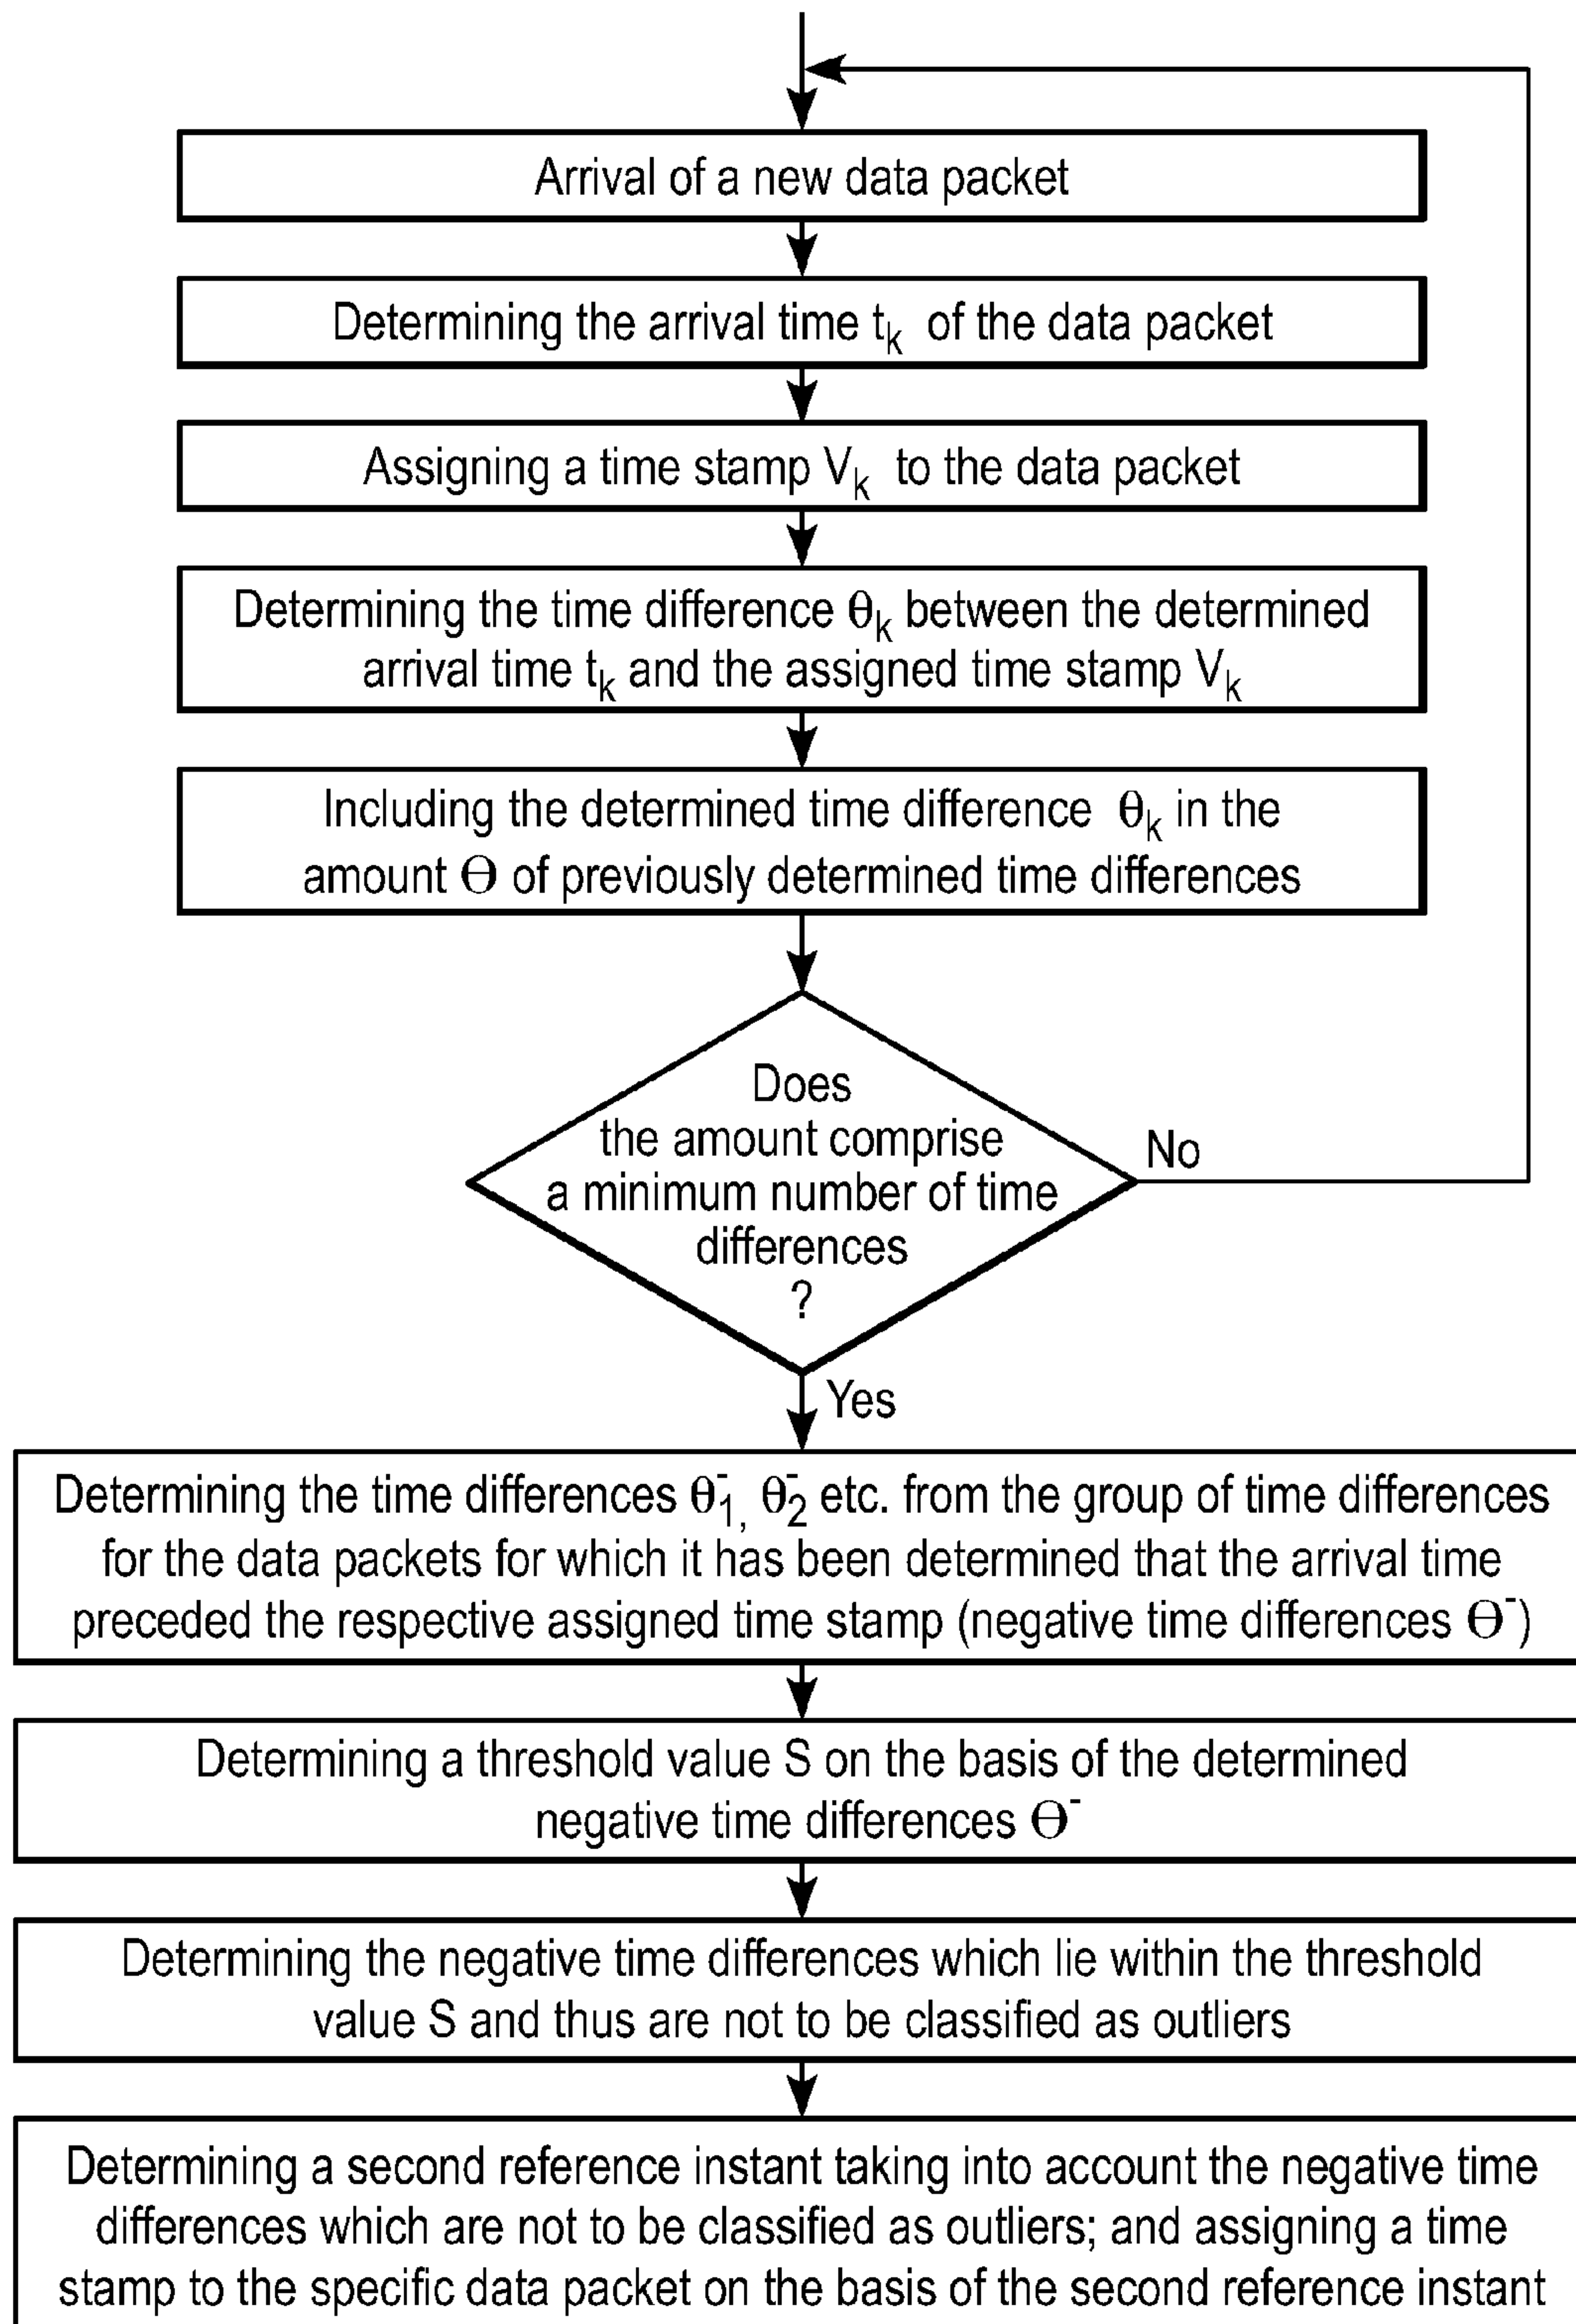 Arrival of a new data packet
Determining the arrival time tk of the data packet
Assigning a time stamp Vk to the data packet
Determining the time difference θk between the determined
arrival time tk and the assigned time stamp Vk
Including the determined time difference θk in the
amount Θ of previously determined time differences
Does
the amount comprise
a minimum number of time
differences
?
No
Yes
Determining the time differences θ⁻1, θ⁻2 etc. from the group of time differences
for the data packets for which it has been determined that the arrival time
preceded the respective assigned time stamp (negative time differences Θ⁻)
Determining a threshold value S on the basis of the determined
negative time differences Θ⁻
Determining the negative time differences which lie within the threshold
value S and thus are not to be classified as outliers
Determining a second reference instant taking into account the negative time
differences which are not to be classified as outliers; and assigning a time
stamp to the specific data packet on the basis of the second reference instant